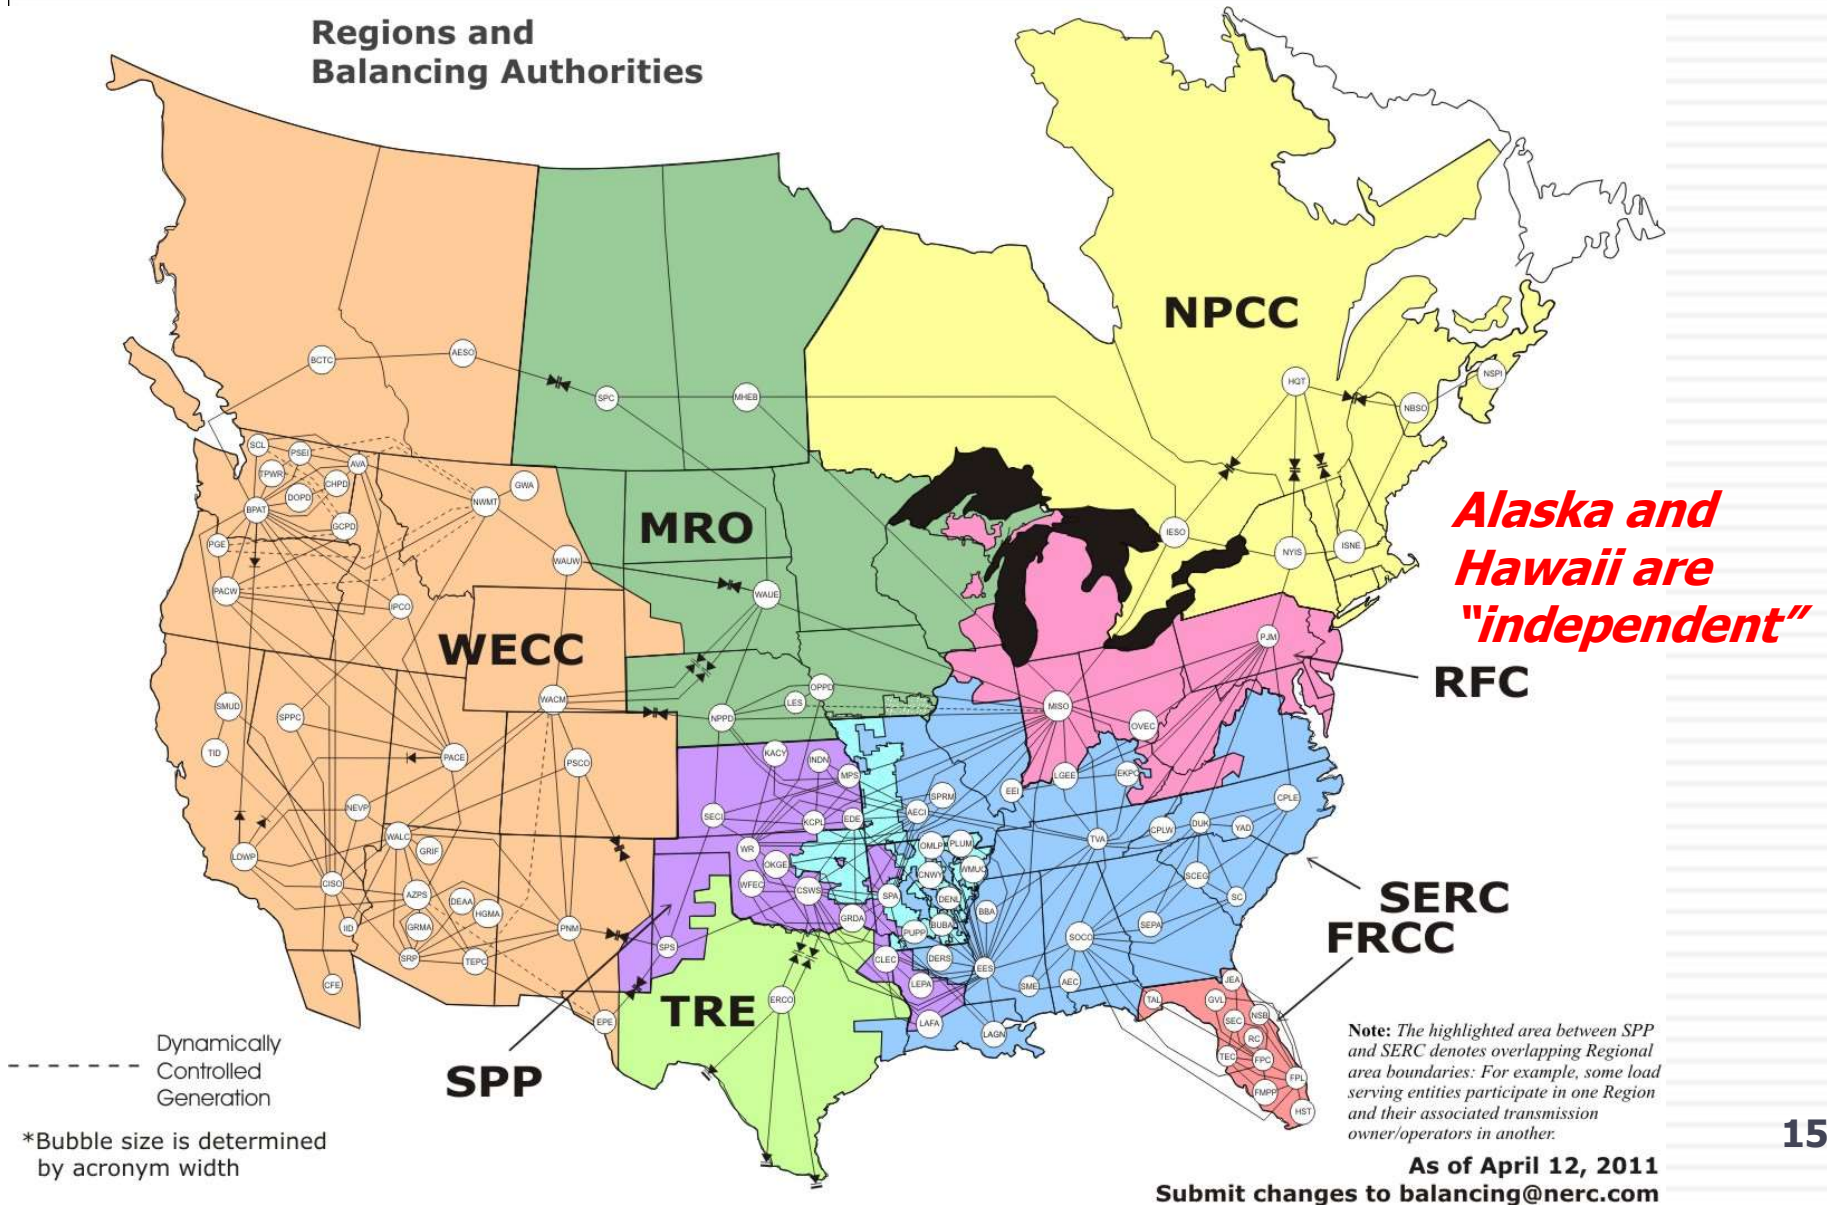 Regions and
Balancing Authorities
NPCC
BCTC
AESO
SPC
MHEB
HQT
NBSO
NSPI
SCL
PSEI
TPWR
AVA
CHPD
DOPD
BPAT
GCPD
NWMT
GWA
MRO
IESO
NYIS
ISNE
Alaska and
Hawaii are
“independent”
PGE
PACW
WAUW
WAUE
IPCO
WECC
PJM
RFC
SMUD
SPPC
WACM
OPPD
LES
NPPD
MISO
OVEC
TID
PACE
PSCO
KACY
INDN
MPS
LGEE
EKPC
EEI
SPRM
NEVP
SECI
KCPL
EDE
AECI
CPLE
WALC
GRIF
LDWP
WR
OKGE
OMLP
PLUM
TVA
CPLW
DUK
YAD
CISO
AZPS
DEAA
HGMA
WFEC
CSWS
SPA
CNWY
WMUC
DENL
BBA
SCEG
SC
SERC
IID
GRMA
PNM
SPS
GRDA
PUPP
BUBA
SOCO
SEPA
FRCC
SRP
TEPC
CLEC
DERS
EES
CFE
TRE
ERCO
LEPA
SME
AEC
JEA
TAL
GVL
EPE
LAFA
LAGN
SEC
NSB
RC
TEC
FPC
FPL
FMPP
HST
SPP
Dynamically
Controlled
Generation
*Bubble size is determined
by acronym width
Note: The highlighted area between SPP
and SERC denotes overlapping Regional
area boundaries: For example, some load
serving entities participate in one Region
and their associated transmission
owner/operators in another.
15
As of April 12, 2011
Submit changes to balancing@nerc.com